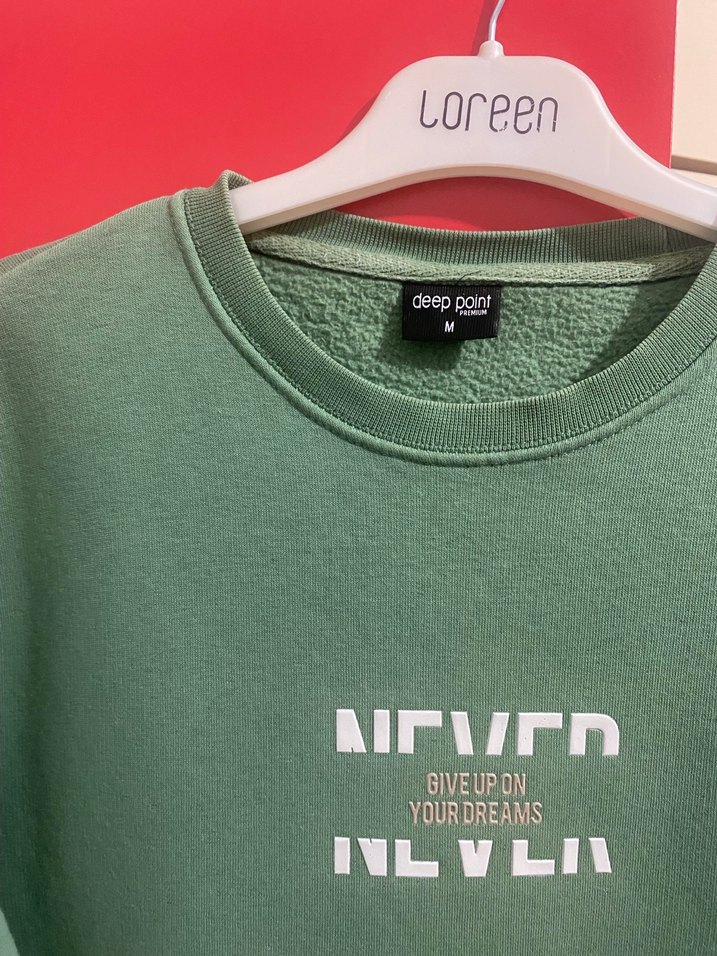 Loreen
deep point
PREMIUM
M
NEVER
GIVE UP ON
YOUR DREAMS
NEVER